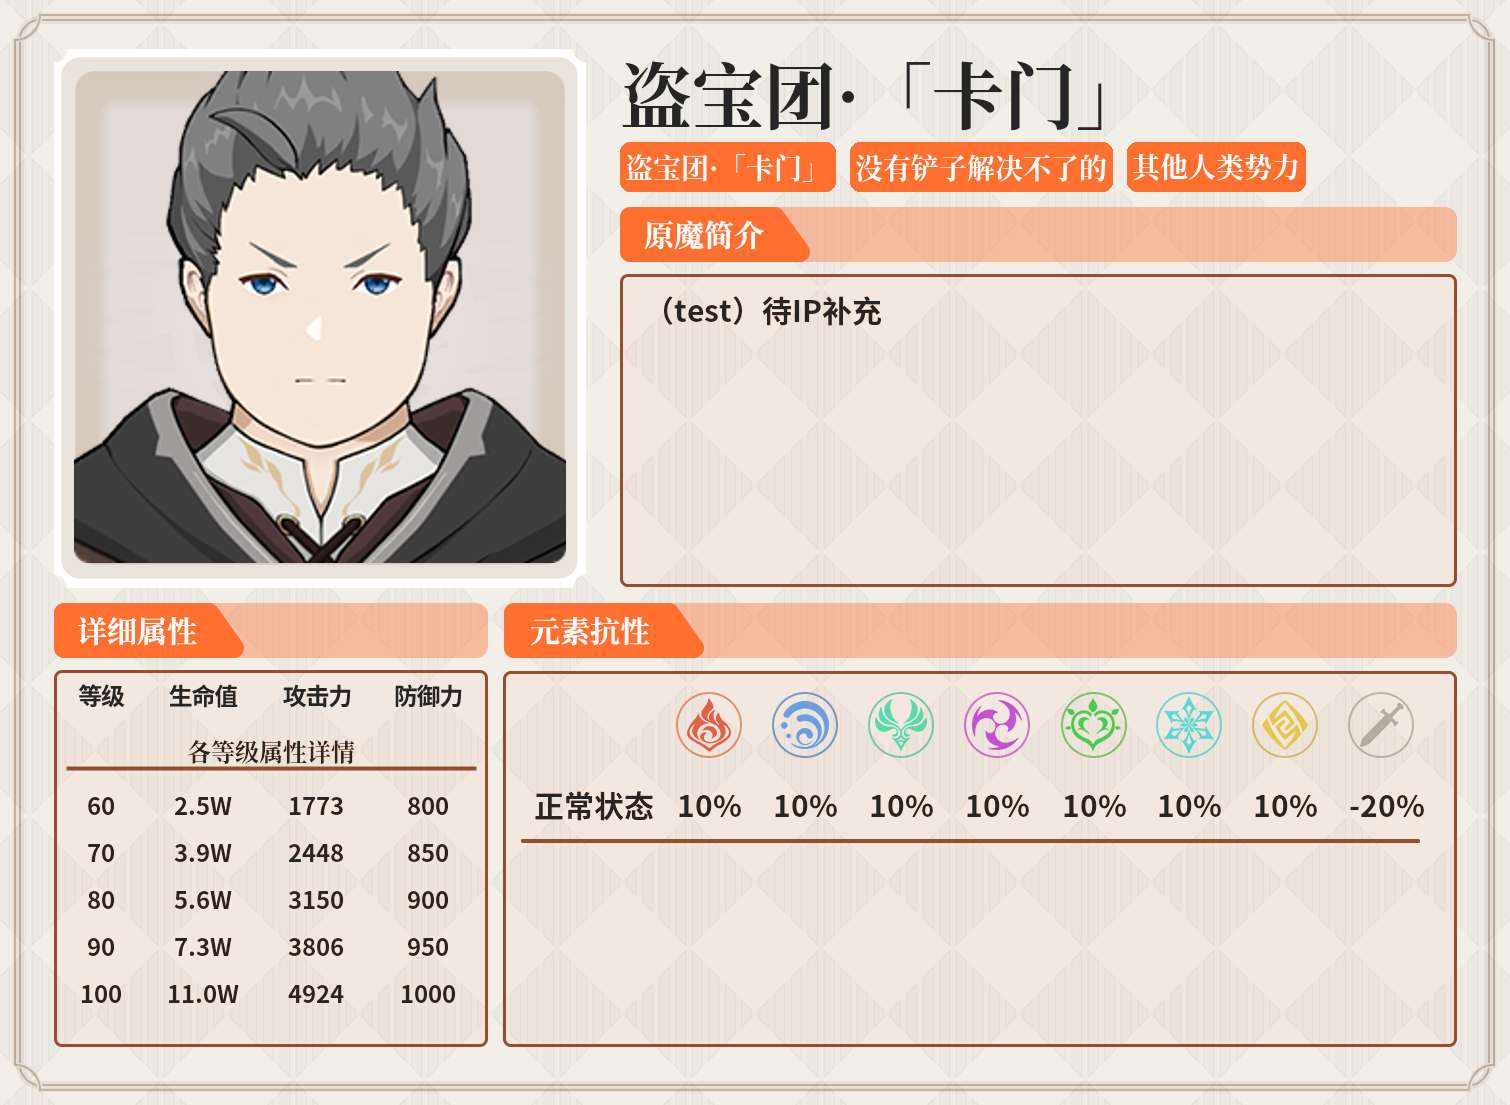 盗宝团·「卡门」
盗宝团·「卡门」 没有铲子解决不了的 其他人类势力
原魔简介
（test）待IP补充
详细属性
等级 生命值 攻击力 防御力
各等级属性详情
60 2.5W 1773 800
70 3.9W 2448 850
80 5.6W 3150 900
90 7.3W 3806 950
100 11.0W 4924 1000
元素抗性
正常状态 10% 10% 10% 10% 10% 10% 10% -20%